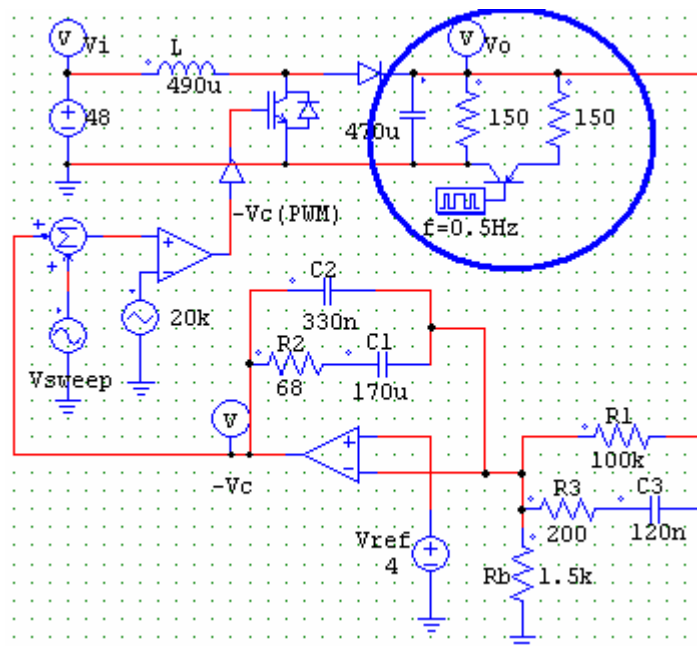 V Vi
L
490u
48
V Vo
470u
150
150
f=0.5Hz
-Vc(PWM)
+
+
Σ
+
−
20k
Vsweep
C2
330n
R2
C1
68
170u
V
-Vc
+
−
Vref
4
R1
100k
R3
C3
200
120n
Rb
1.5k